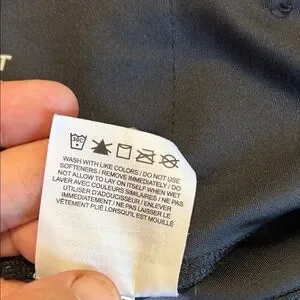 T
30C
WASH WITH LIKE COLORS / DO NOT USE
SOFTENERS / REMOVE IMMEDIATELY / DO
NOT ALLOW TO LAY ON ITSELF WHEN WET
LAVER AVEC COULEURS SIMILAIRES / NE PAS
UTILISER D'ADOUCISSEUR / ENLEVER
IMMÉDIATEMENT / NE PAS LAISSER LE
VÊTEMENT PLIÉ LORSQU'IL EST MOUILLÉ